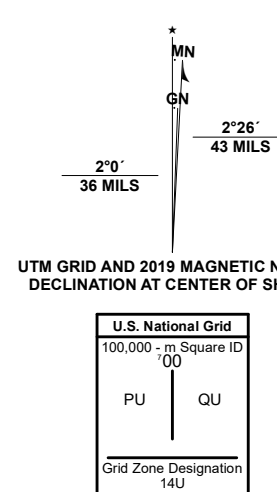 ★
MN
GN
2°26´
43 MILS
2°0´
36 MILS
UTM GRID AND 2019 MAGNETIC N
DECLINATION AT CENTER OF SH
U.S. National Grid
100,000 - m Square ID
⁷00
PU QU
Grid Zone Designation
14U